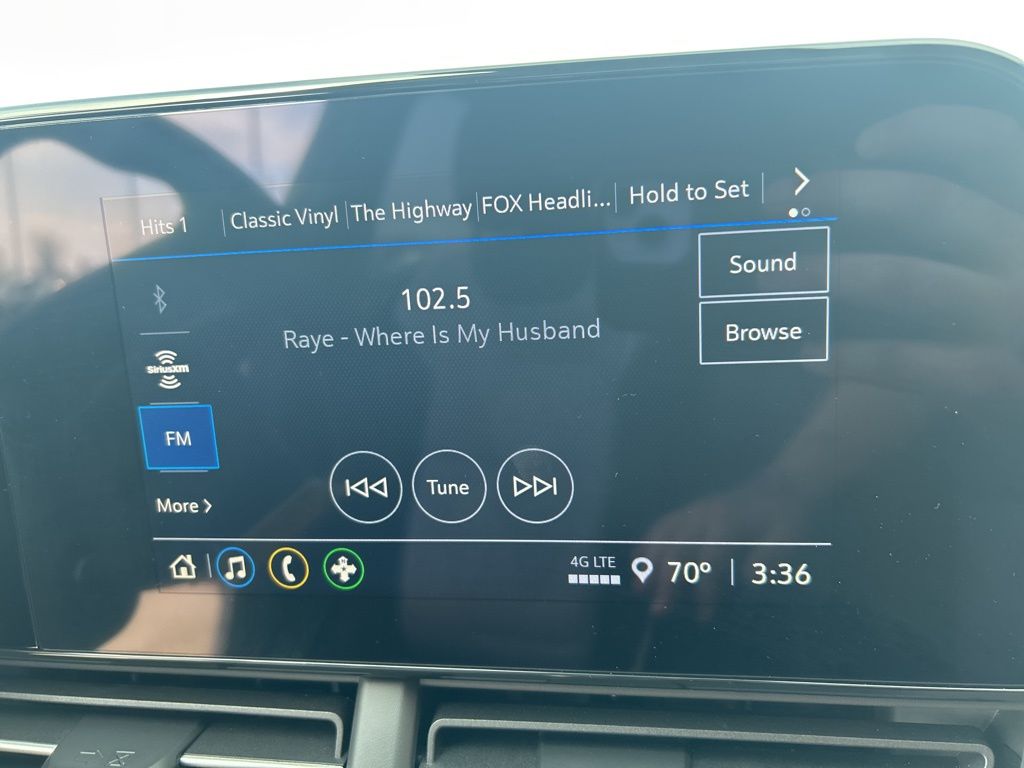 Hits 1 Classic Vinyl The Highway FOX Headli... Hold to Set
Sound
102.5
Raye - Where Is My Husband
Browse
SiriusXM
FM
Tune
More
4G LTE
70° 3:36